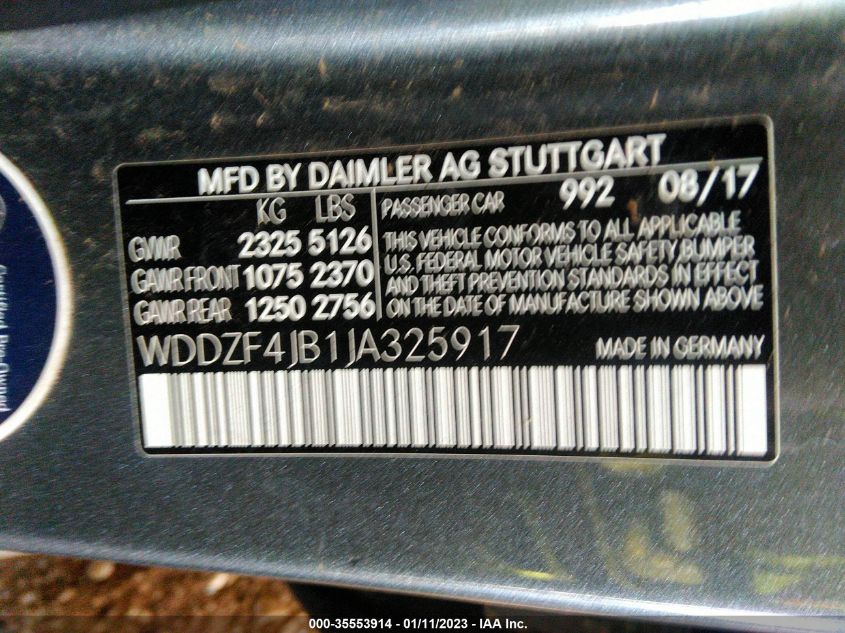 MFD BY DAIMLER AG STUTTGART
KG LBS
GVWR 2325 5126
GAWR FRONT 1075 2370
GAWR REAR 1250 2756
PASSENGER CAR 992 08/17
THIS VEHICLE CONFORMS TO ALL APPLICABLE
U.S. FEDERAL MOTOR VEHICLE SAFETY, BUMPER
AND THEFT PREVENTION STANDARDS IN EFFECT
ON THE DATE OF MANUFACTURE SHOWN ABOVE
WDDZF4JB1JA325917 MADE IN GERMANY
Certified Pre-Owned
000-35553914 - 01/11/2023 - IAA Inc.